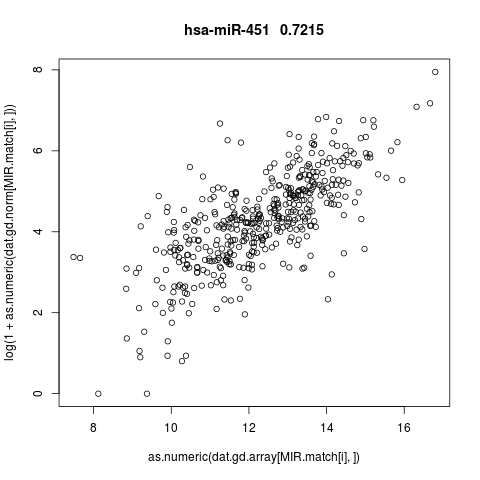 hsa-miR-451 0.7215
log(1 + as.numeric(dat.gd.norm[MIR.match[i], ]))
8
6
4
2
0
8 10 12 14 16
as.numeric(dat.gd.array[MIR.match[i], ])